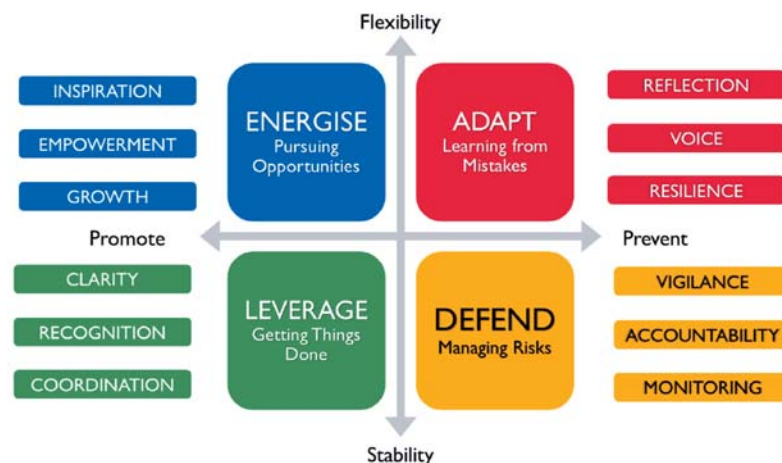 Flexibility
INSPIRATION
EMPOWERMENT
GROWTH
ENERGISE
Pursuing
Opportunities
ADAPT
Learning from
Mistakes
REFLECTION
VOICE
RESILIENCE
Promote
Prevent
CLARITY
RECOGNITION
COORDINATION
LEVERAGE
Getting Things
Done
DEFEND
Managing Risks
VIGILANCE
ACCOUNTABILITY
MONITORING
Stability